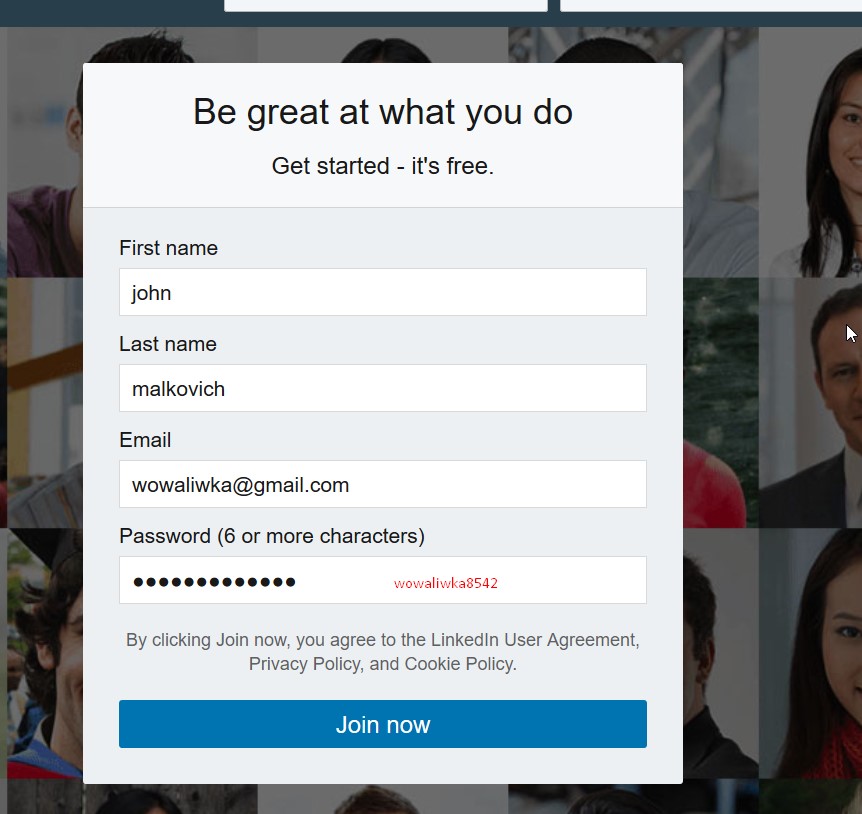 Be great at what you do
Get started - it's free.
First name
john
Last name
malkovich
Email
wowaliwka@gmail.com
Password (6 or more characters)
●●●●●●●●●●●●● wowaliwka8542
By clicking Join now, you agree to the LinkedIn User Agreement,
Privacy Policy, and Cookie Policy.
Join now